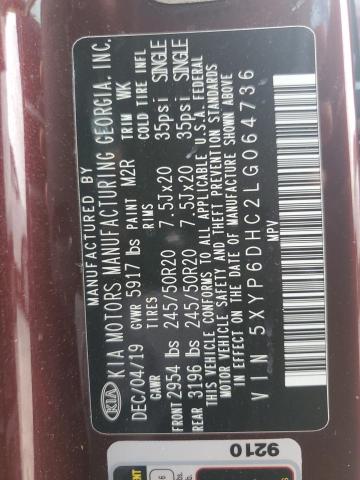 KIA KIA MOTORS MANUFACTURING GEORGIA, INC.
DEC/04/19 GVWR 5917 lbs PAINT M2R TRIM WK
GAWR TIRES RIMS COLD TIRE INFL
FRONT 2954 lbs 245/50R20 7.5Jx20 35psi SINGLE
REAR 3196 lbs 245/50R20 7.5Jx20 35psi SINGLE
THIS VEHICLE CONFORMS TO ALL APPLICABLE U.S.A. FEDERAL
MOTOR VEHICLE SAFETY AND THEFT PREVENTION STANDARDS
IN EFFECT ON THE DATE OF MANUFACTURE SHOWN ABOVE
VIN 5XYP6DHC2LG064736
MPV
9210